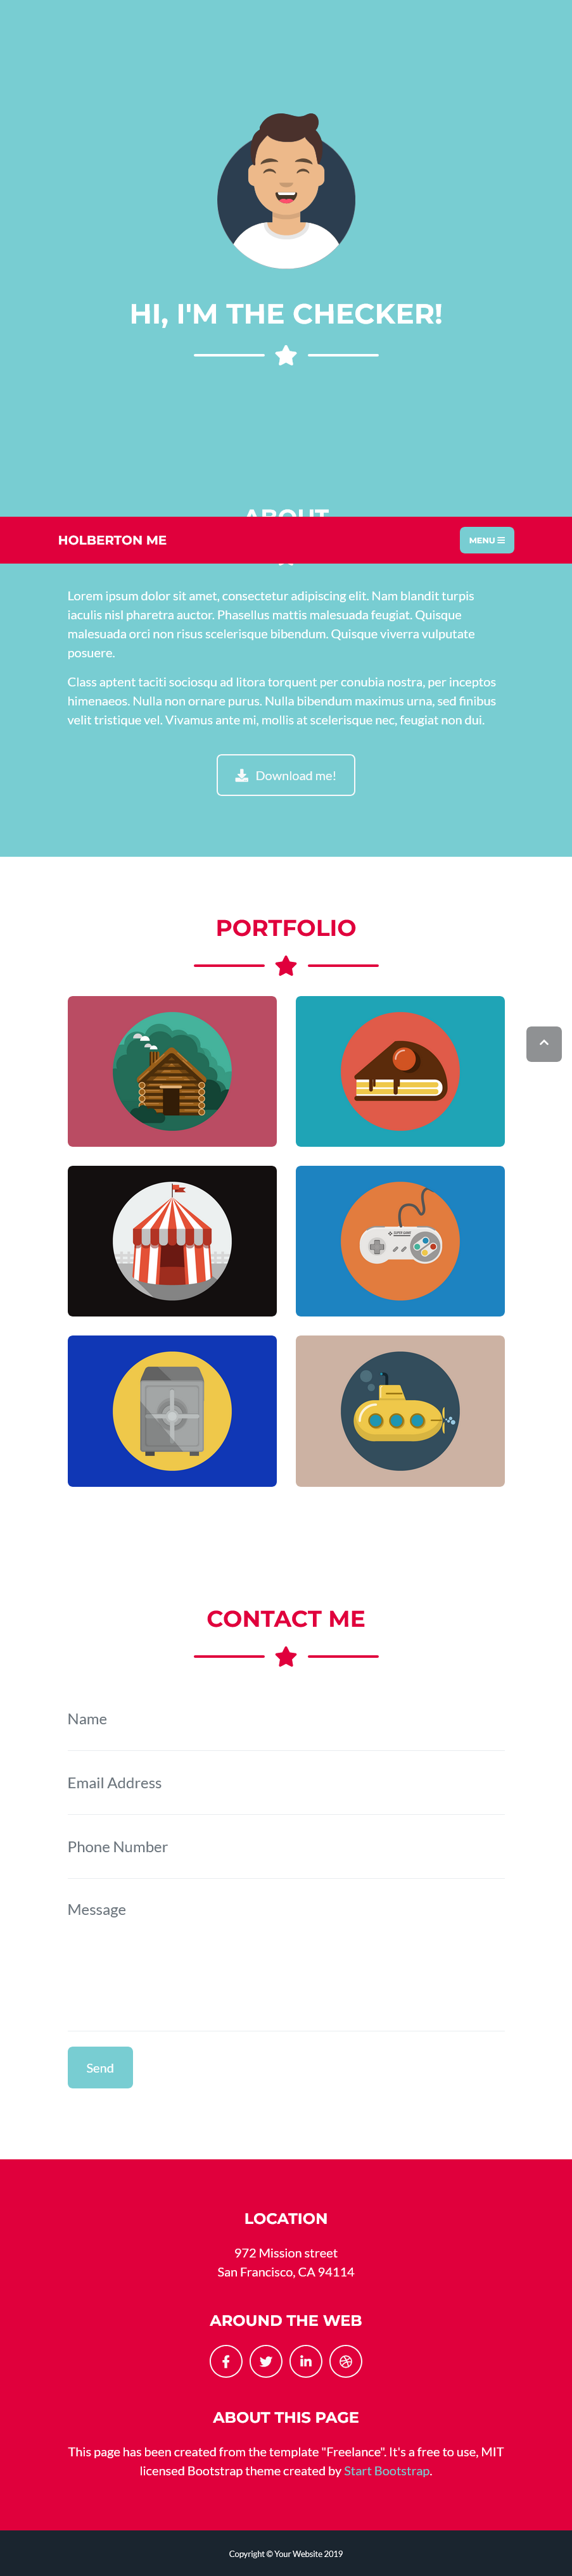 HI, I'M THE CHECKER!
ABOUT
HOLBERTON ME
MENU
Lorem ipsum dolor sit amet, consectetur adipiscing elit. Nam blandit turpis
iaculis nisl pharetra auctor. Phasellus mattis malesuada feugiat. Quisque
malesuada orci non risus scelerisque bibendum. Quisque viverra vulputate
posuere.
Class aptent taciti sociosqu ad litora torquent per conubia nostra, per inceptos
himenaeos. Nulla non ornare purus. Nulla bibendum maximus urna, sed finibus
velit tristique vel. Vivamus ante mi, mollis at scelerisque nec, feugiat non dui.
Download me!
PORTFOLIO
CONTACT ME
Name
Email Address
Phone Number
Message
Send
LOCATION
972 Mission street
San Francisco, CA 94114
AROUND THE WEB
ABOUT THIS PAGE
This page has been created from the template "Freelance". It's a free to use, MIT
licensed Bootstrap theme created by Start Bootstrap.
Copyright © Your Website 2019